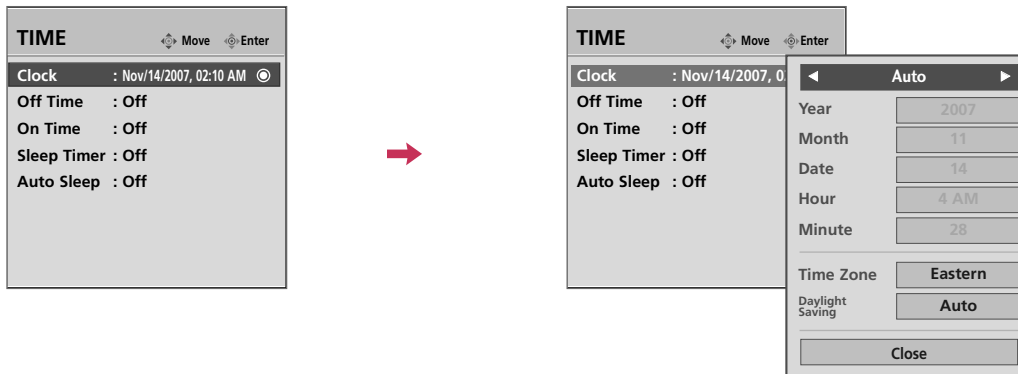 TIME Move Enter
Clock : Nov/14/2007, 02:10 AM
Off Time : Off
On Time : Off
Sleep Timer : Off
Auto Sleep : Off
TIME Move Enter
Clock : Nov/14/2007, 0
Off Time : Off
On Time : Off
Sleep Timer : Off
Auto Sleep : Off
Auto
Year 2007
Month 11
Date 14
Hour 4 AM
Minute 28
Time Zone Eastern
Daylight
Saving Auto
Close